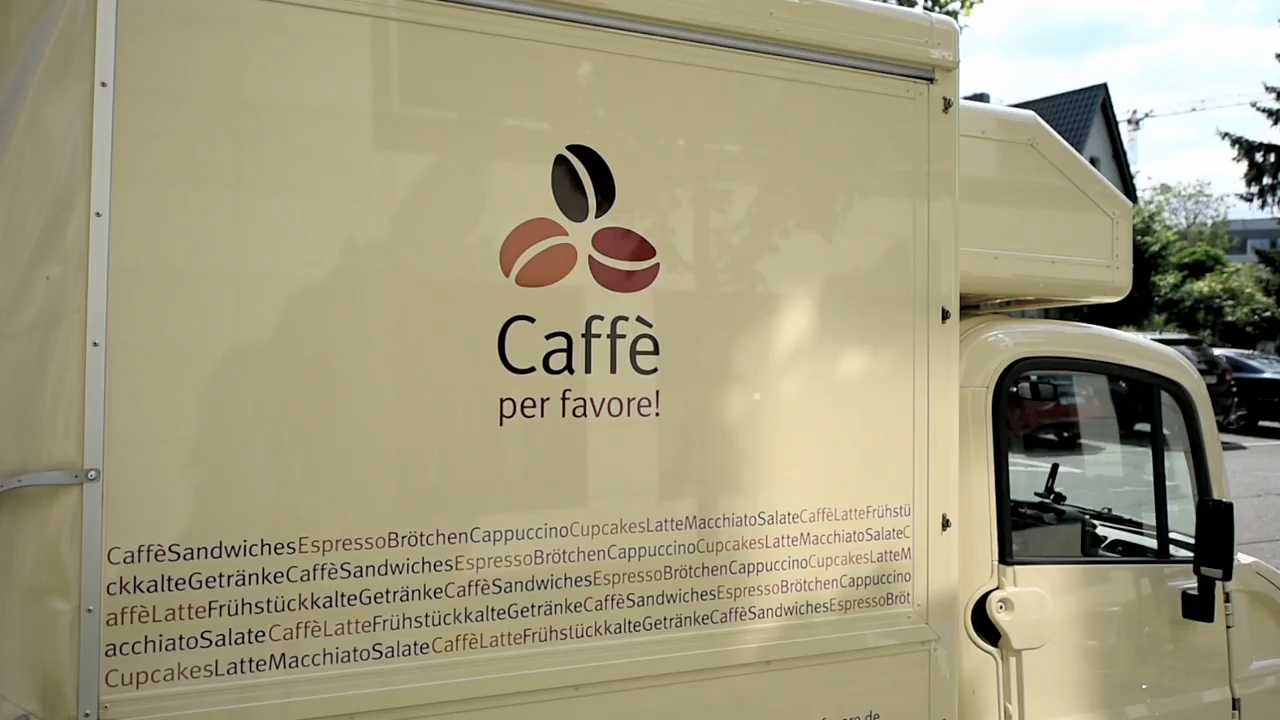 Caffè
per favore!
CaffèSandwichesEspressoBrötchenCappuccinoCupcakesLatteMacchiatoSalateCaffèLatteFrühstü
ckkalteGetränkeCaffèSandwichesEspressoBrötchenCappuccinoCupcakesLatteMacchiatoSalateC
affèLatteFrühstückkalteGetränkeCaffèSandwichesEspressoBrötchenCappuccinoCupcakesLatteM
acchiatoSalateCaffèLatteFrühstückkalteGetränkeCaffèSandwichesEspressoBrötchenCappuccino
CupcakesLatteMacchiatoSalateCaffèLatteFrühstückkalteGetränkeCaffèSandwichesEspressoBröt